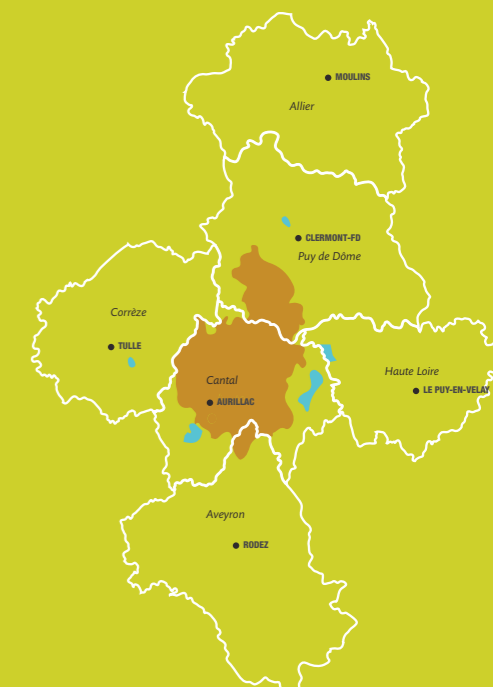 MOULINS
Allier
CLERMONT-FD
Puy de Dôme
Corrèze
TULLE
Cantal
AURILLAC
Haute Loire
LE PUY-EN-VELAY
Aveyron
RODEZ